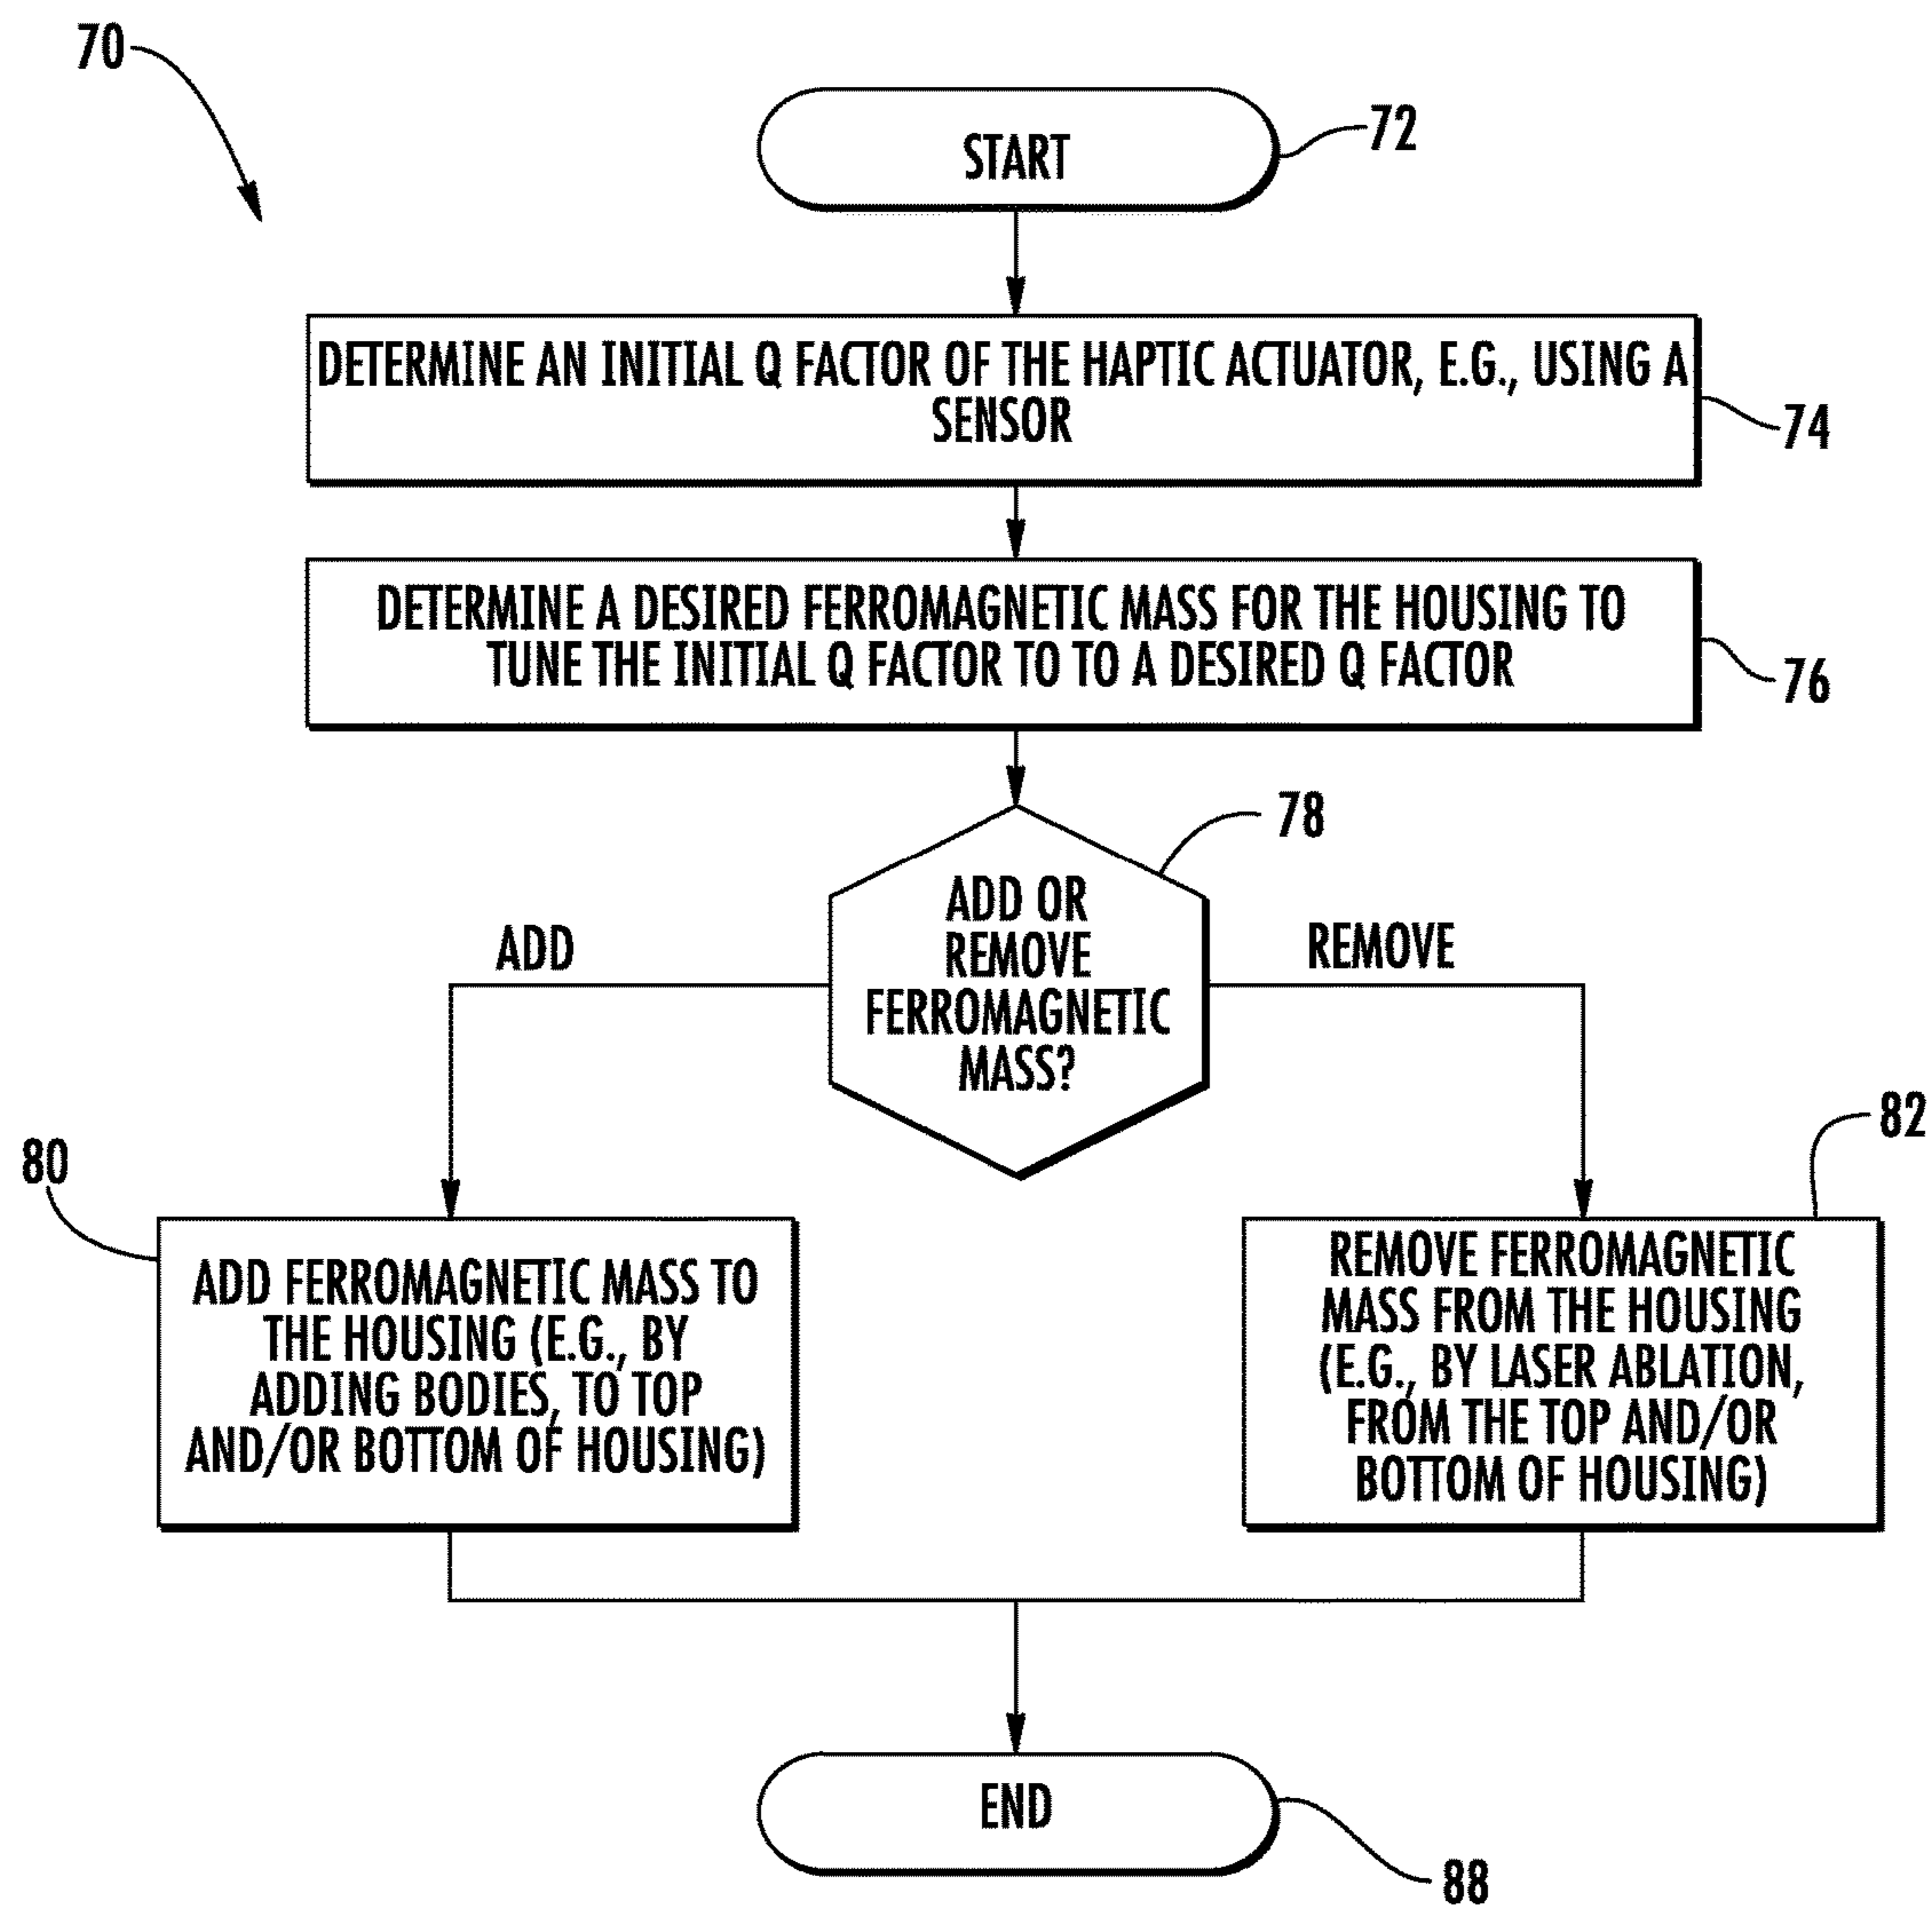 70
START
72
DETERMINE AN INITIAL Q FACTOR OF THE HAPTIC ACTUATOR, E.G., USING A
SENSOR
74
DETERMINE A DESIRED FERROMAGNETIC MASS FOR THE HOUSING TO
TUNE THE INITIAL Q FACTOR TO TO A DESIRED Q FACTOR
76
78
ADD OR
REMOVE
FERROMAGNETIC
MASS?
ADD
REMOVE
80
ADD FERROMAGNETIC MASS TO
THE HOUSING (E.G., BY
ADDING BODIES, TO TOP
AND/OR BOTTOM OF HOUSING)
82
REMOVE FERROMAGNETIC
MASS FROM THE HOUSING
(E.G., BY LASER ABLATION,
FROM THE TOP AND/OR
BOTTOM OF HOUSING)
END
88